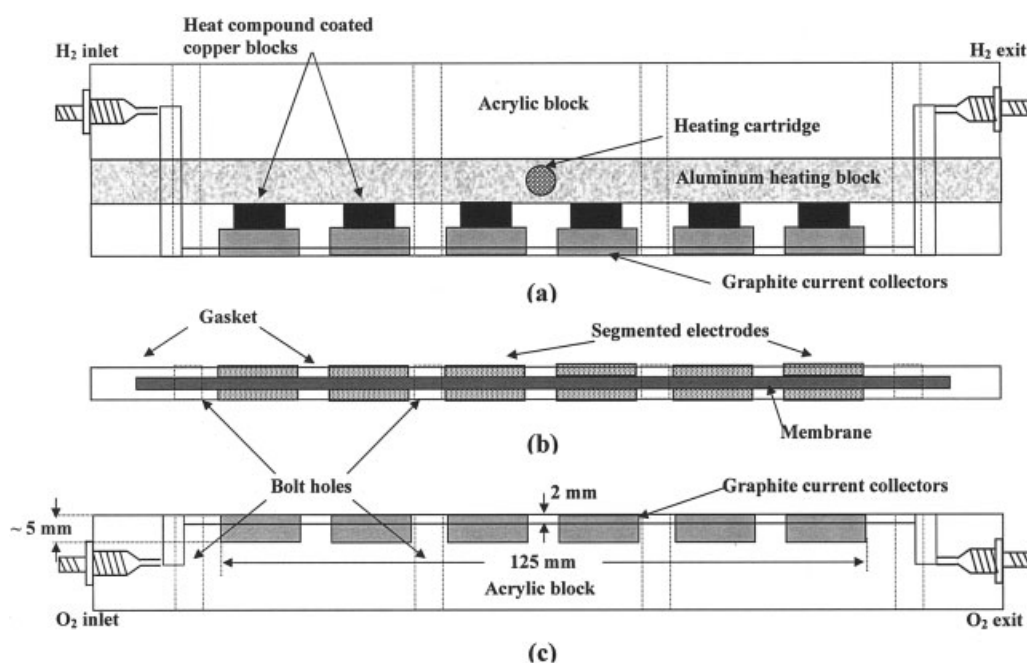 Heat compound coated
copper blocks
H₂ inlet
H₂ exit
Acrylic block
Heating cartridge
Aluminum heating block
Graphite current collectors
(a)
Gasket
Segmented electrodes
Membrane
(b)
Bolt holes
2 mm
Graphite current collectors
~ 5 mm
125 mm
Acrylic block
O₂ inlet
O₂ exit
(c)